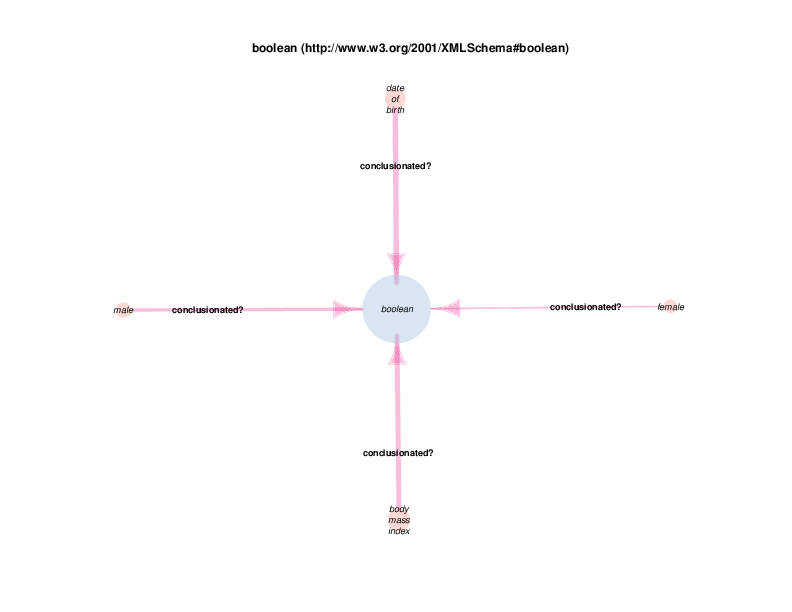 boolean (http://www.w3.org/2001/XMLSchema#boolean)
date
of
birth
conclusionated?
male
conclusionated?
boolean
conclusionated?
female
conclusionated?
body
mass
index